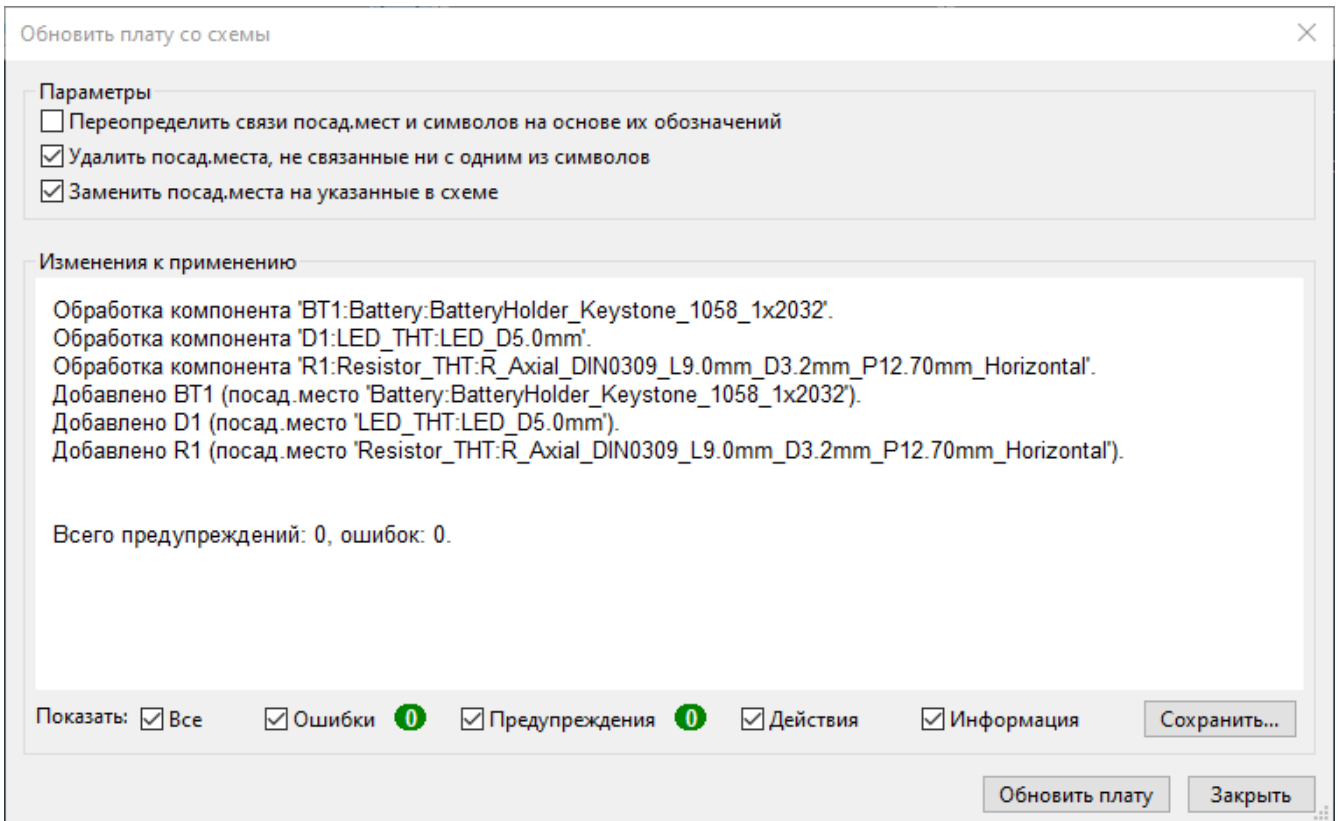 Обновить плату со схемы
Параметры
Переопределить связи посад.мест и символов на основе их обозначений
Удалить посад.места, не связанные ни с одним из символов
Заменить посад.места на указанные в схеме
Изменения к применению
Обработка компонента 'BT1:Battery:BatteryHolder_Keystone_1058_1x2032'.
Обработка компонента 'D1:LED_THT:LED_D5.0mm'.
Обработка компонента 'R1:Resistor_THT:R_Axial_DIN0309_L9.0mm_D3.2mm_P12.70mm_Horizontal'.
Добавлено BT1 (посад.место 'Battery:BatteryHolder_Keystone_1058_1x2032').
Добавлено D1 (посад.место 'LED_THT:LED_D5.0mm').
Добавлено R1 (посад.место 'Resistor_THT:R_Axial_DIN0309_L9.0mm_D3.2mm_P12.70mm_Horizontal').
Всего предупреждений: 0, ошибок: 0.
Показать: Все Ошибки 0 Предупреждения 0 Действия Информация Сохранить...
Обновить плату Закрыть